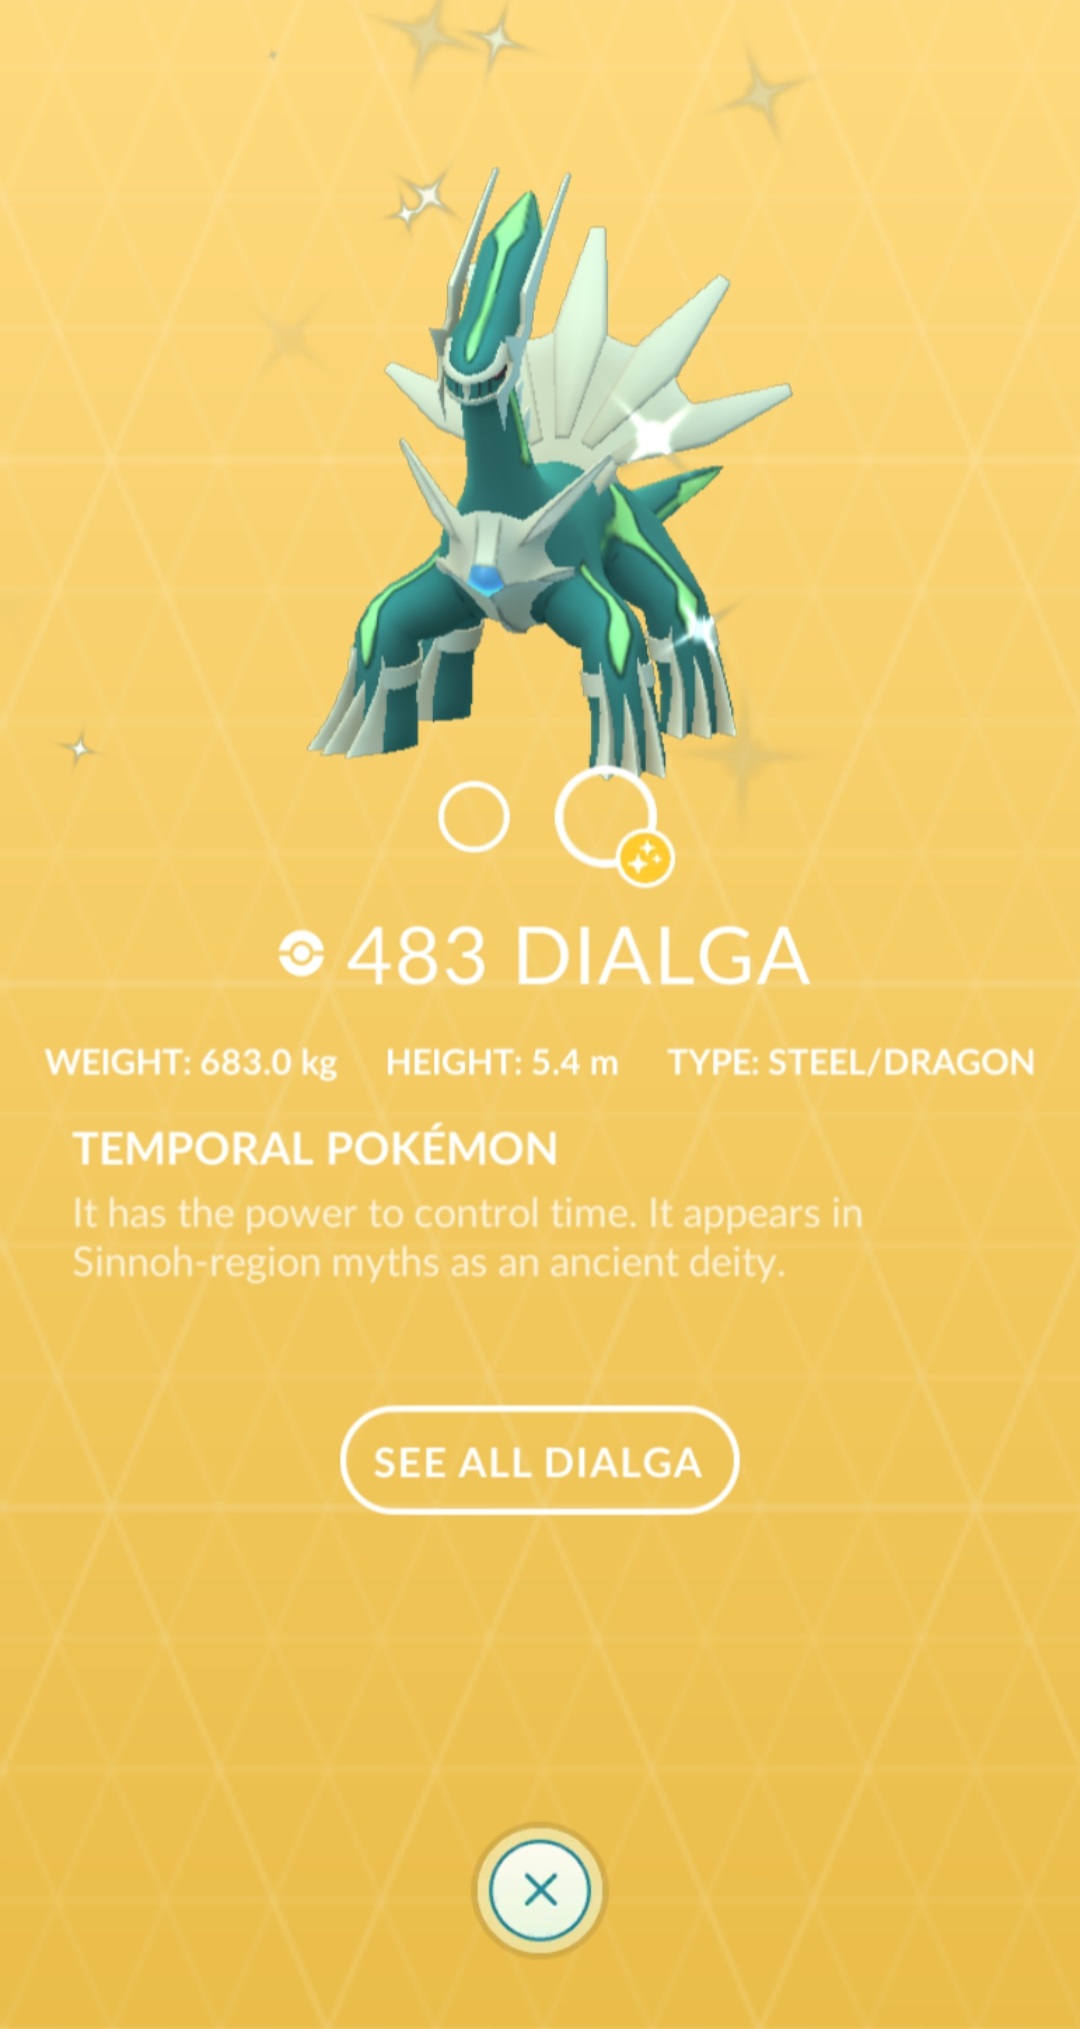 483 DIALGA
WEIGHT: 683.0 kg HEIGHT: 5.4 m TYPE: STEEL/DRAGON
TEMPORAL POKÉMON
It has the power to control time. It appears in
Sinnoh-region myths as an ancient deity.
SEE ALL DIALGA